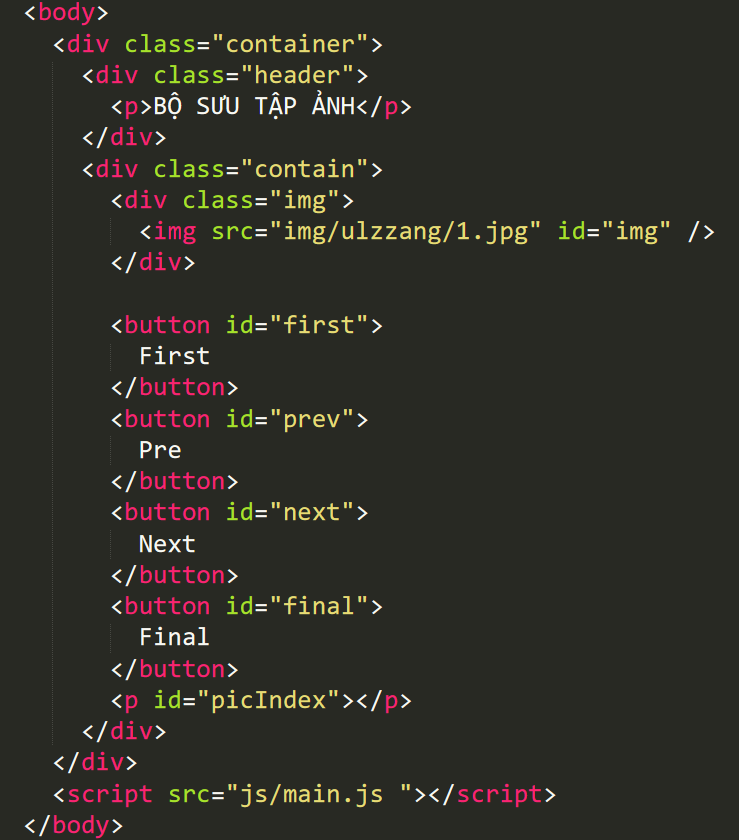 <body>
<div class="container">
<div class="header">
<p>BỘ SƯU TẬP ẢNH</p>
</div>
<div class="contain">
<div class="img">
<img src="img/ulzzang/1.jpg" id="img" />
</div>
<button id="first">
First
</button>
<button id="prev">
Pre
</button>
<button id="next">
Next
</button>
<button id="final">
Final
</button>
<p id="picIndex"></p>
</div>
</div>
<script src="js/main.js "></script>
</body>